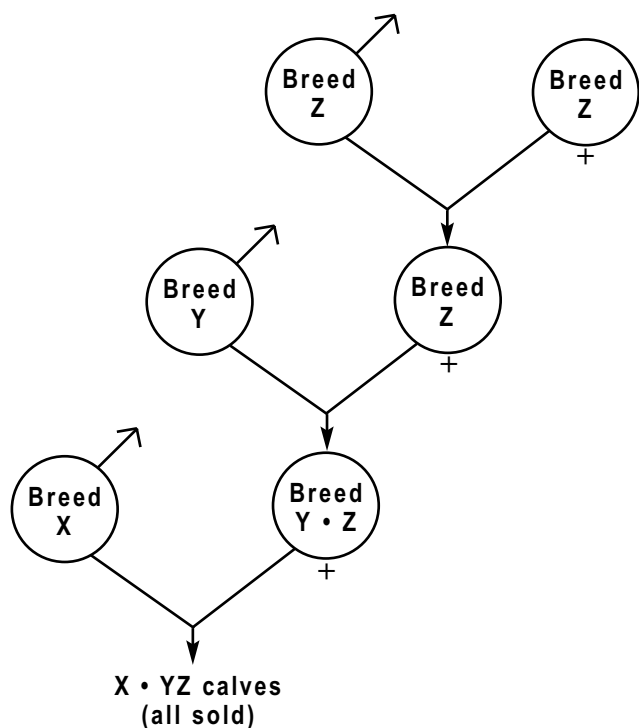 Breed
Z
Breed
Z
Breed
Y
Breed
Z
Breed
X
Breed
Y • Z
X • YZ calves
(all sold)